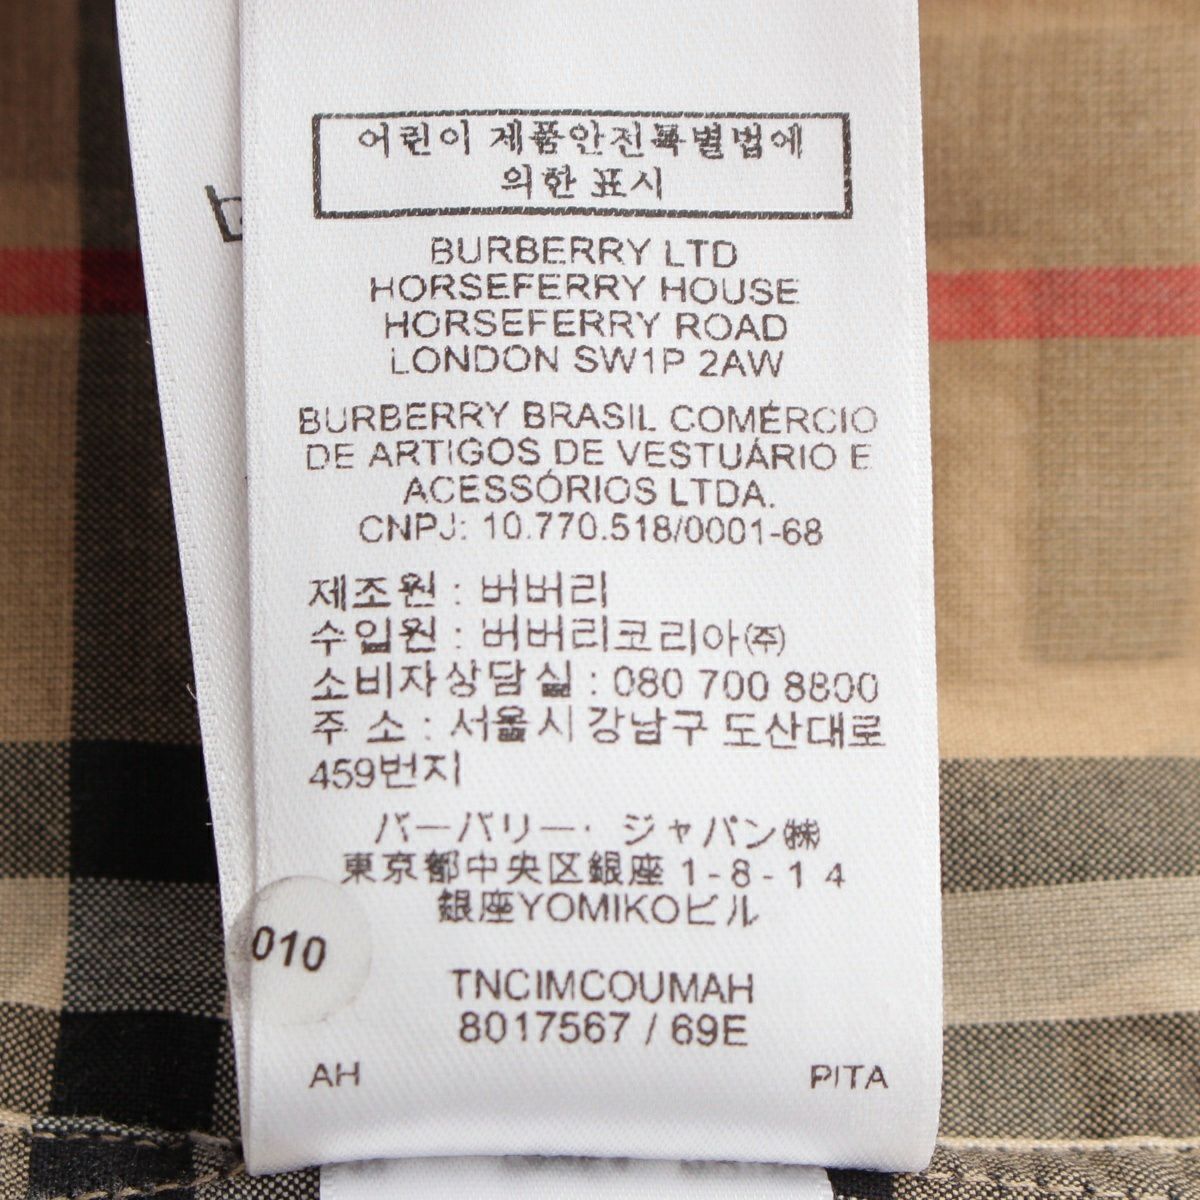 어린이 제품안전특별법에
의한 표시
BURBERRY LTD
HORSEFERRY HOUSE
HORSEFERRY ROAD
LONDON SW1P 2AW
BURBERRY BRASIL COMÉRCIO
DE ARTIGOS DE VESTUÁRIO E
ACESSÓRIOS LTDA.
CNPJ: 10.770.518/0001-68
제조원 : 버버리
수입원 : 버버리코리아㈜
소비자상담실 : 080 700 8800
주 소 : 서울시 강남구 도산대로
459번지
バーバリー・ジャパン㈱
東京都中央区銀座 1 - 8 - 1 4
銀座YOMIKOビル
010
TNCIMCOUMAH
8017567 / 69E
AH PITA